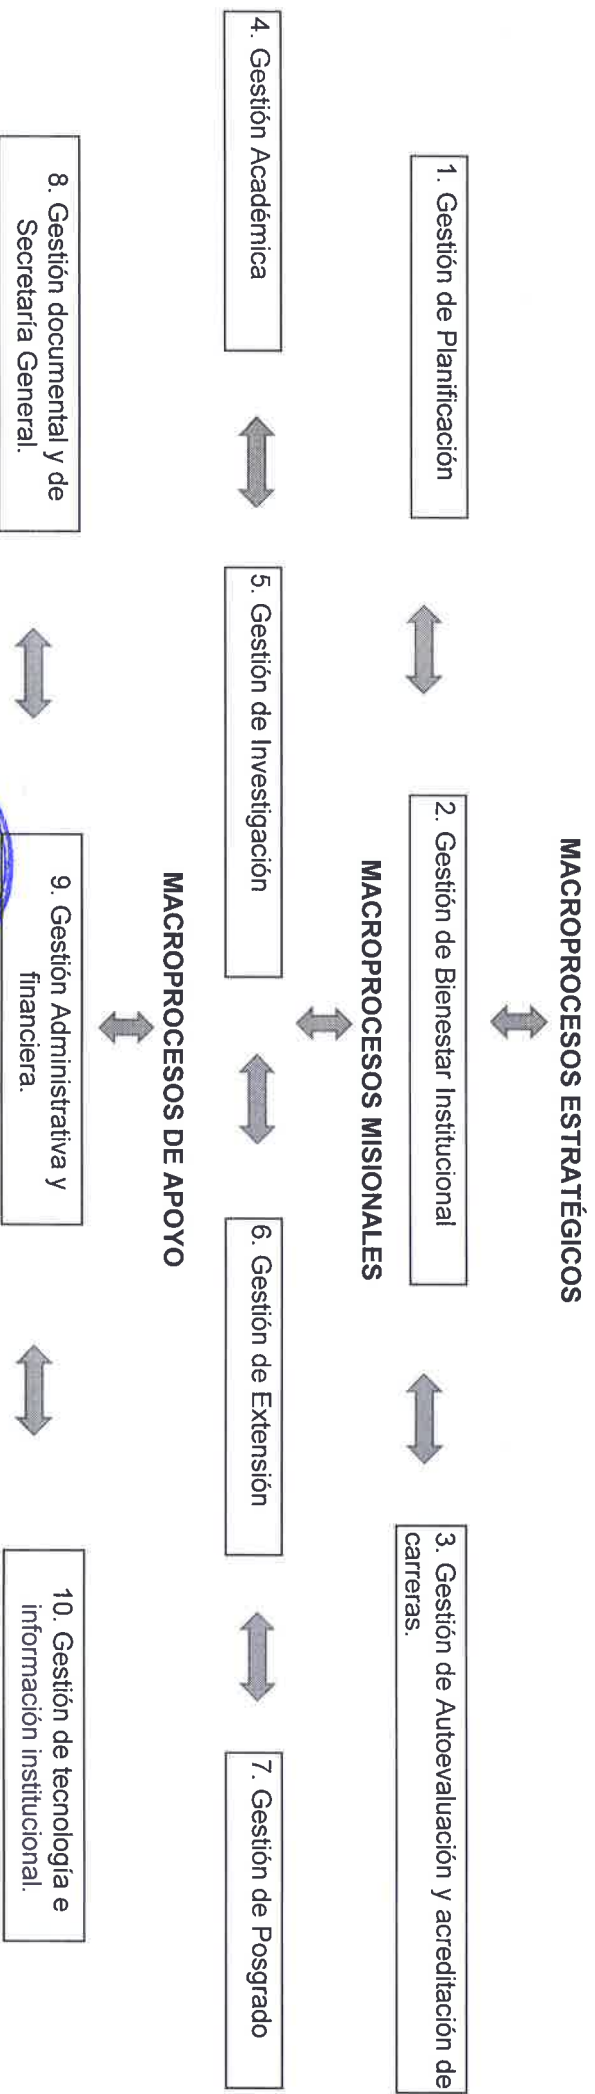 MACROPROCESOS ESTRATÉGICOS
1. Gestión de Planificación
2. Gestión de Bienestar Institucional
3. Gestión de Autoevaluación y acreditación de
carreras.
MACROPROCESOS MISIONALES
4. Gestión Académica
5. Gestión de Investigación
6. Gestión de Extensión
7. Gestión de Posgrado
MACROPROCESOS DE APOYO
8. Gestión documental y de
Secretaría General.
9. Gestión Administrativa y
financiera.
10. Gestión de tecnología e
información institucional.